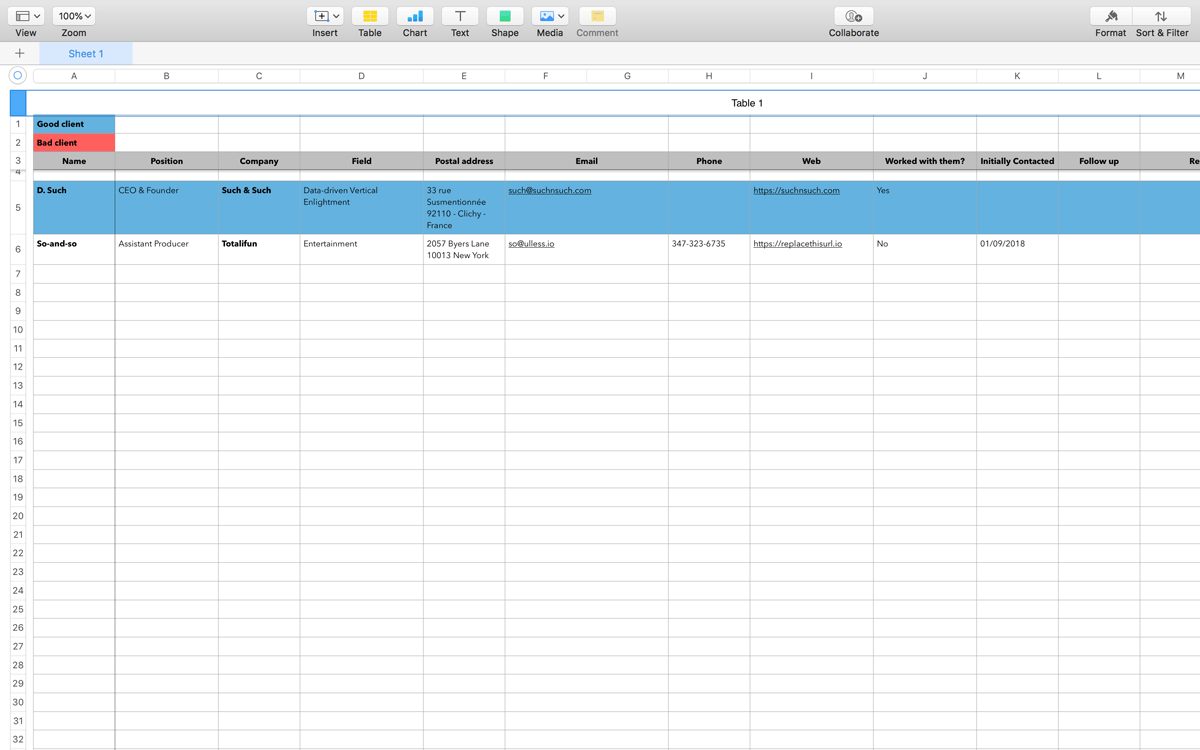 100%
View Zoom Insert Table Chart Text Shape Media Comment Collaborate Format Sort & Filter
+ Sheet 1
A B C D E F G H I J K L M
Table 1
1 Good client
2 Bad client
3 Name Position Company Field Postal address Email Phone Web Worked with them? Initially Contacted Follow up Re
4
D. Such CEO & Founder Such & Such Data-driven Vertical 33 rue such@suchnsuch.com https://suchnsuch.com Yes
Enlightment Susmentionnée
5 92110 - Clichy -
France
So-and-so Assistant Producer Totalifun Entertainment 2057 Byers Lane so@ulless.io 347-323-6735 https://replacethisurl.io No 01/09/2018
6 10013 New York
7
8
9
10
11
12
13
14
15
16
17
18
19
20
21
22
23
24
25
26
27
28
29
30
31
32